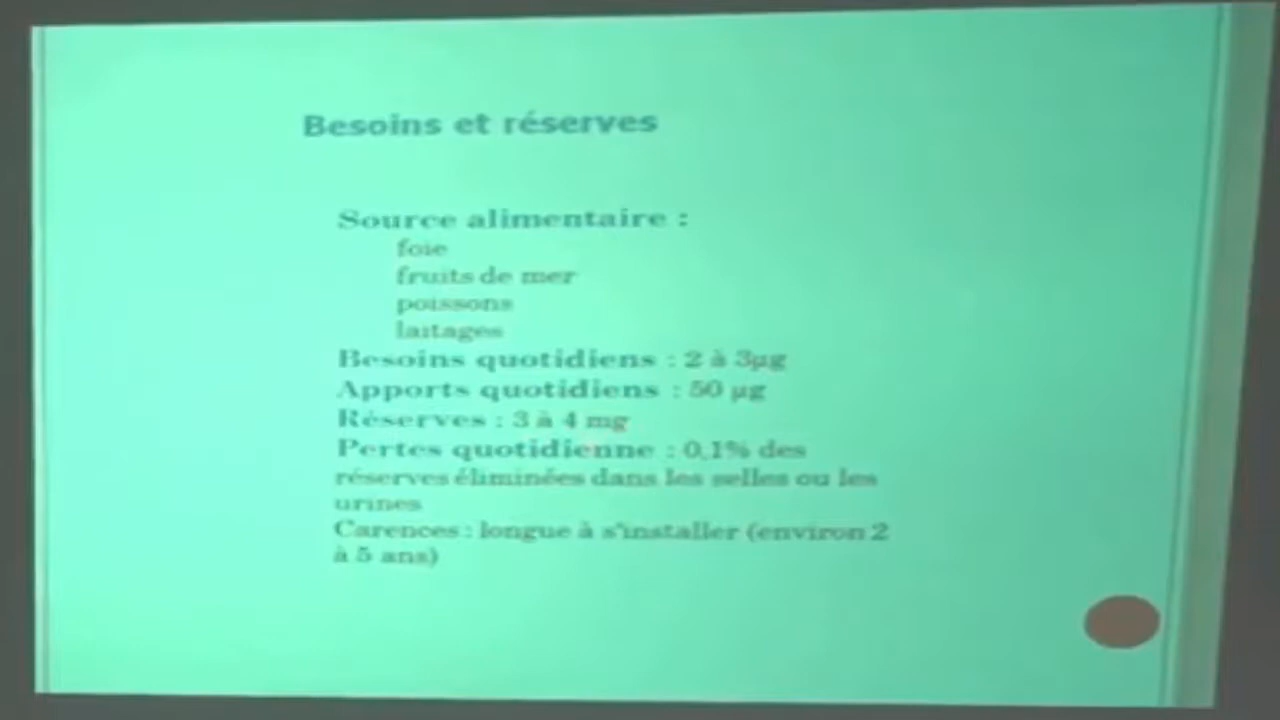 Besoins et réserves
Source alimentaire :
foie
fruits de mer
poissons
laitages
Besoins quotidiens : 2 à 3µg
Apports quotidiens : 50 µg
Réserves : 3 à 4 mg
Pertes quotidienne : 0,1% des
réserves éliminées dans les selles ou les
urines
Carences : longue à s'installer (environ 2
à 5 ans)